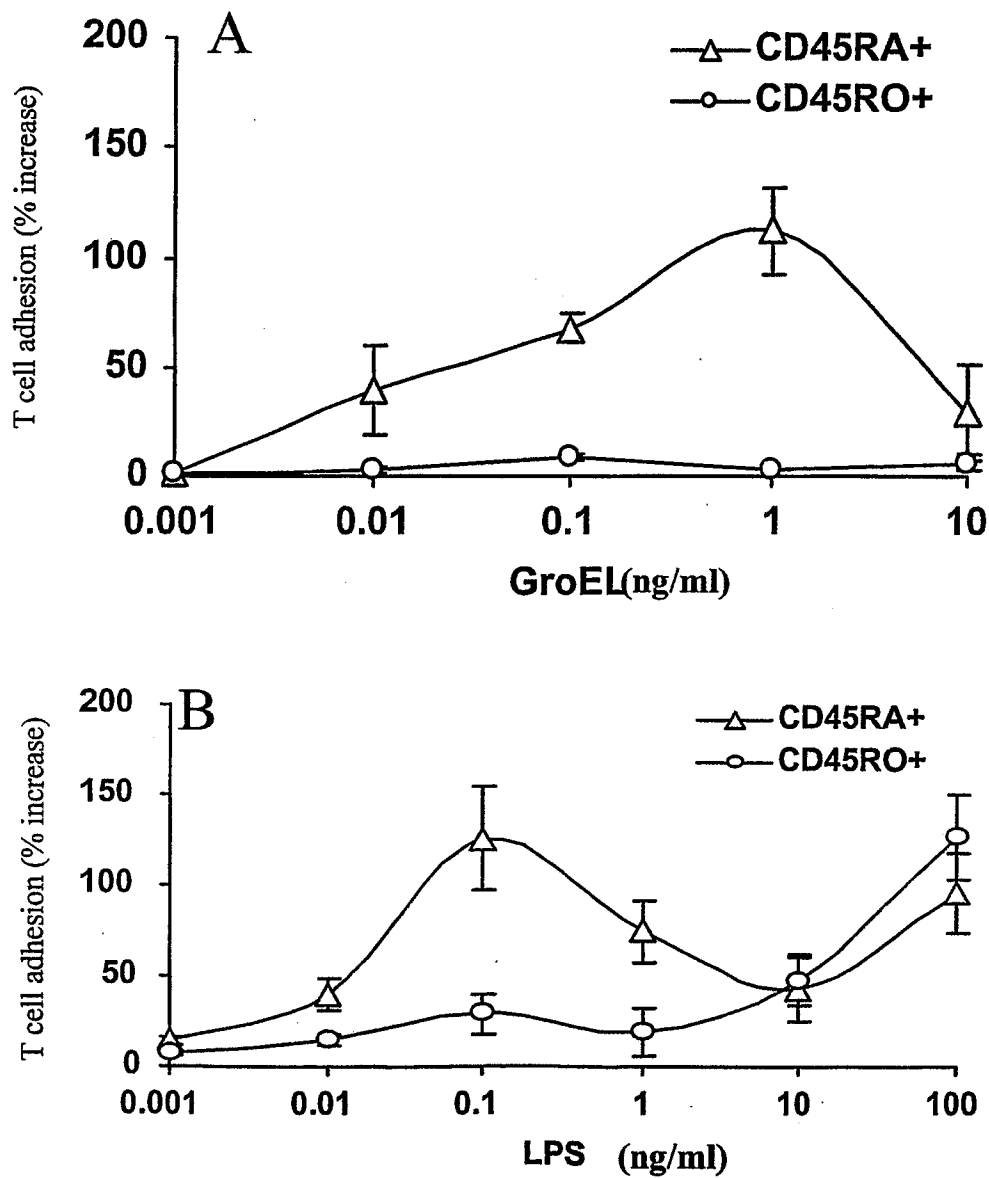 A
CD45RA+
CD45RO+
T cell adhesion (% increase)
200
150
100
50
0
0.001 0.01 0.1 1 10
GroEL(ng/ml)
B
CD45RA+
CD45RO+
T cell adhesion (% increase)
200
150
100
50
0
0.001 0.01 0.1 1 10 100
LPS (ng/ml)